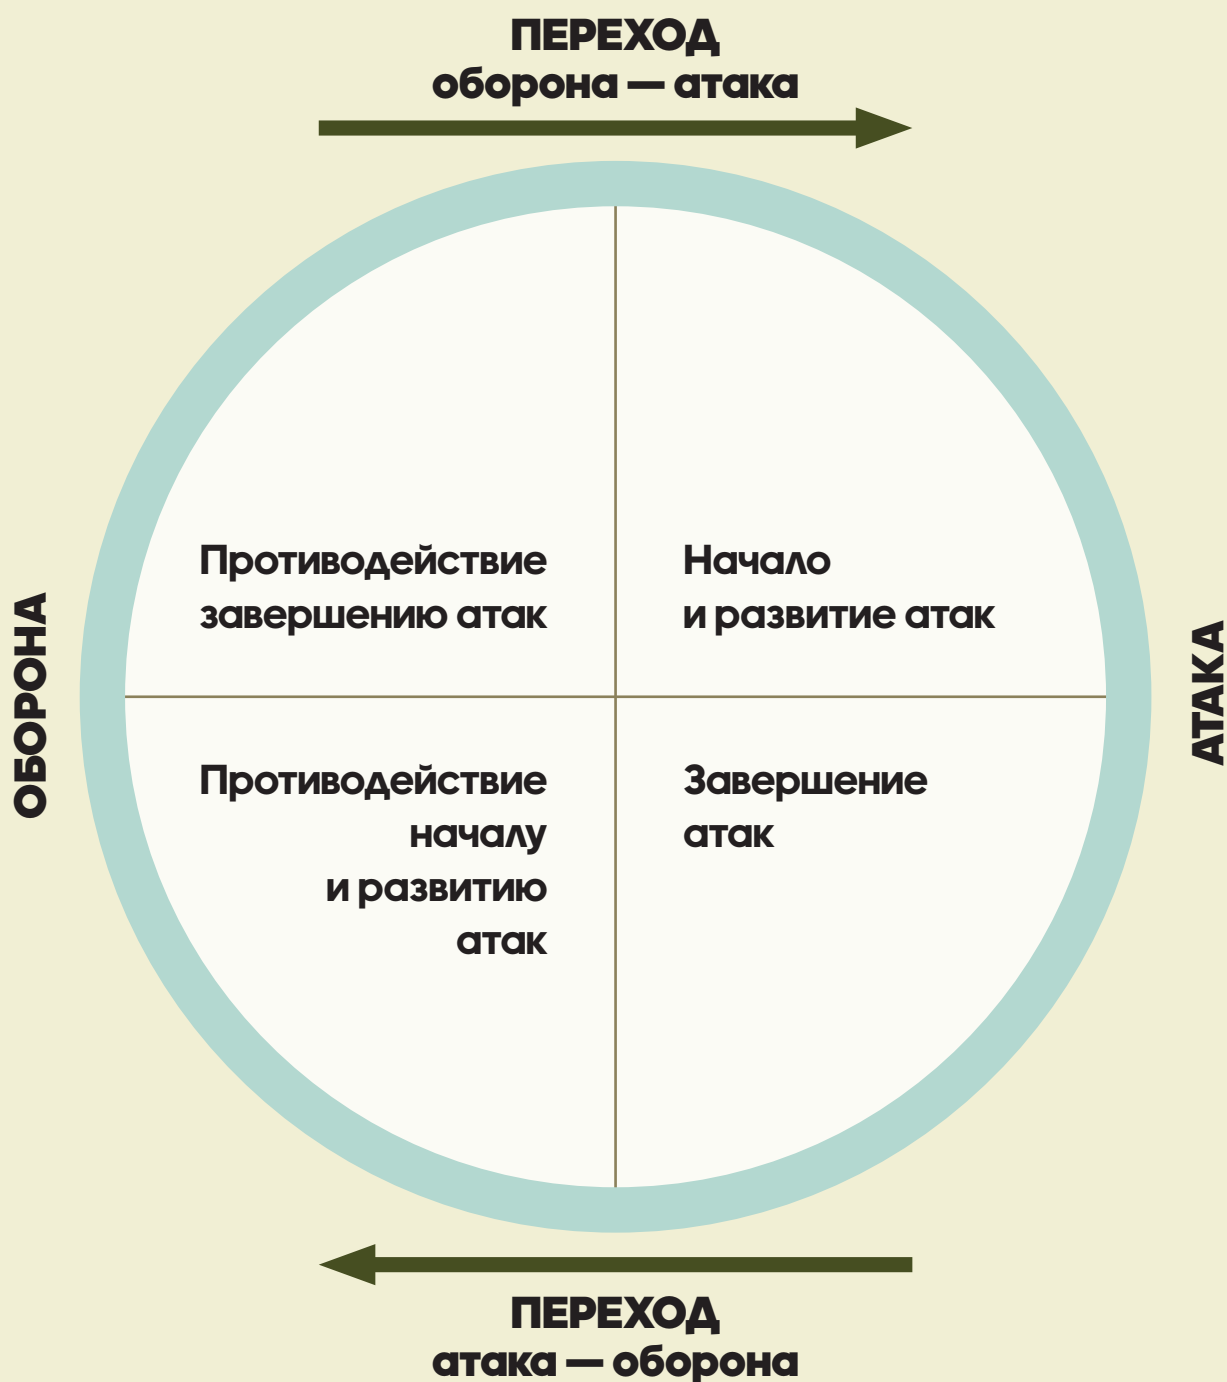 ПЕРЕХОД
оборона — атака
ОБОРОНА
Противодействие
завершению атак
Начало
и развитие атак
Противодействие
началу
и развитию
атак
Завершение
атак
АТАКА
ПЕРЕХОД
атака — оборона